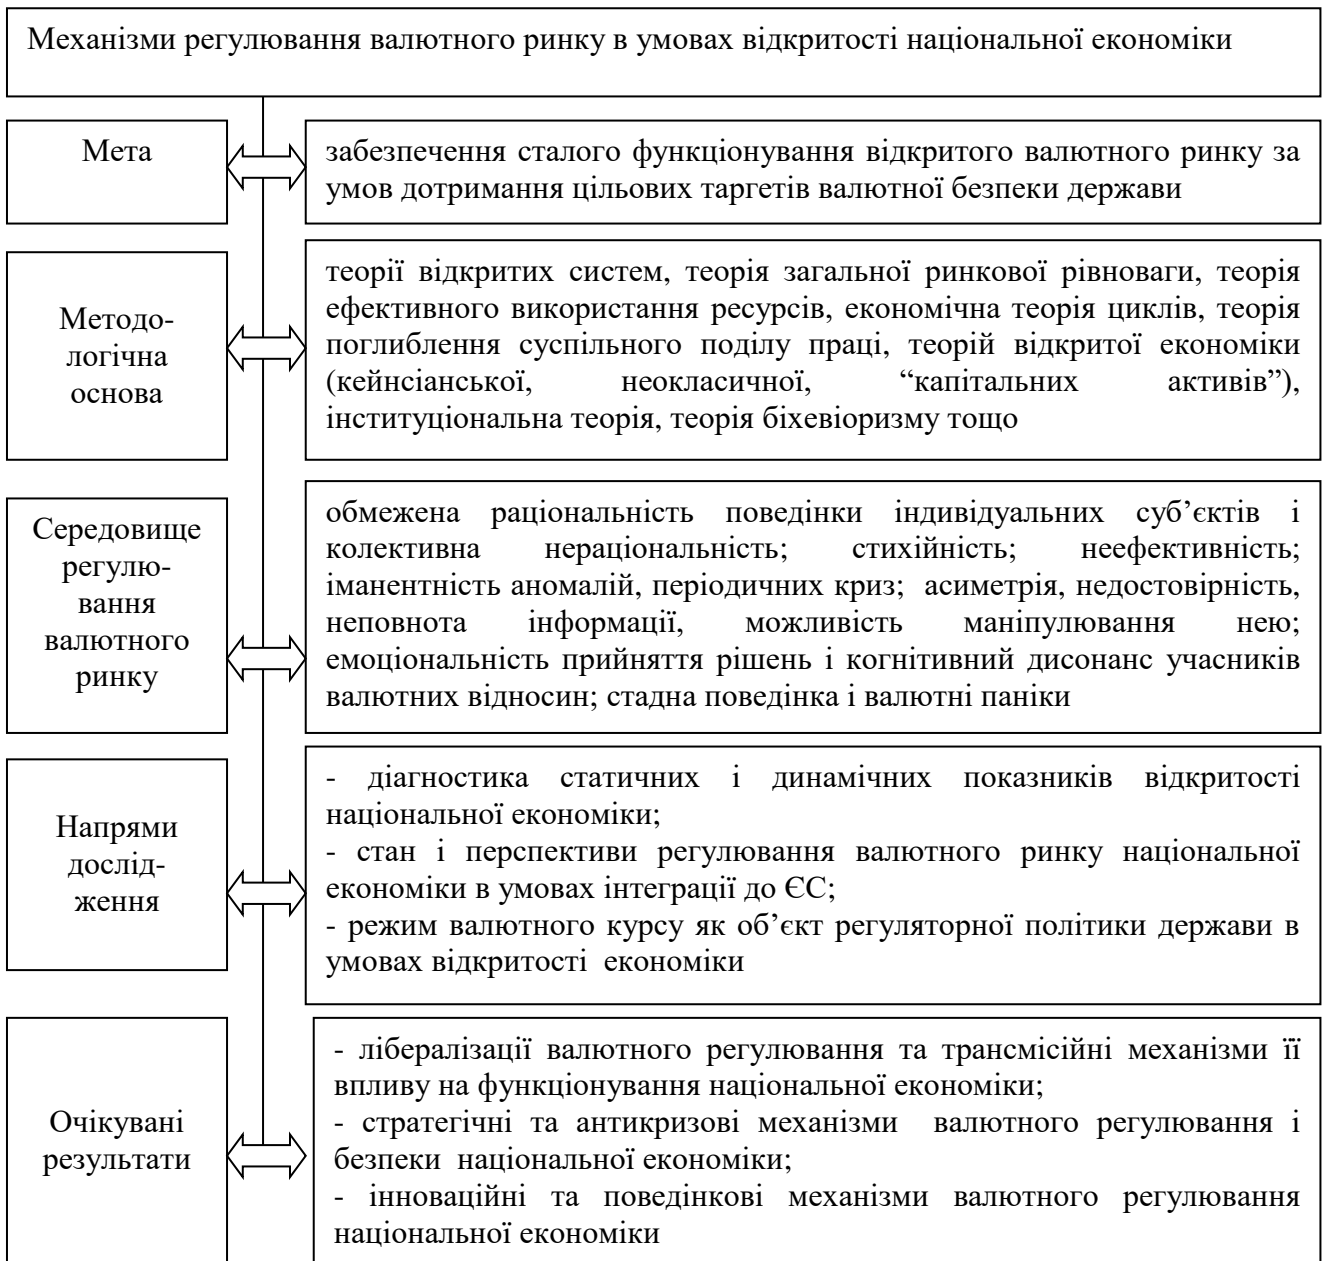 Механізми регулювання валютного ринку в умовах відкритості національної економіки
Мета
забезпечення сталого функціонування відкритого валютного ринку за
умов дотримання цільових таргетів валютної безпеки держави
Методо-
логічна
основа
теорії відкритих систем, теорія загальної ринкової рівноваги, теорія
ефективного використання ресурсів, економічна теорія циклів, теорія
поглиблення суспільного поділу праці, теорій відкритої економіки
(кейнсіанської, неокласичної, “капітальних активів”),
інституціональна теорія, теорія біхевіоризму тощо
Середовище
регулю-
вання
валютного
ринку
обмежена раціональність поведінки індивідуальних суб’єктів і
колективна нераціональність; стихійність; неефективність;
іманентність аномалій, періодичних криз; асиметрія, недостовірність,
неповнота інформації, можливість маніпулювання нею;
емоціональність прийняття рішень і когнітивний дисонанс учасників
валютних відносин; стадна поведінка і валютні паніки
Напрями
дослід-
ження
- діагностика статичних і динамічних показників відкритості
національної економіки;
- стан і перспективи регулювання валютного ринку національної
економіки в умовах інтеграції до ЄС;
- режим валютного курсу як об’єкт регуляторної політики держави в
умовах відкритості економіки
Очікувані
результати
- лібералізації валютного регулювання та трансмісійні механізми її
впливу на функціонування національної економіки;
- стратегічні та антикризові механізми валютного регулювання і
безпеки національної економіки;
- інноваційні та поведінкові механізми валютного регулювання
національної економіки